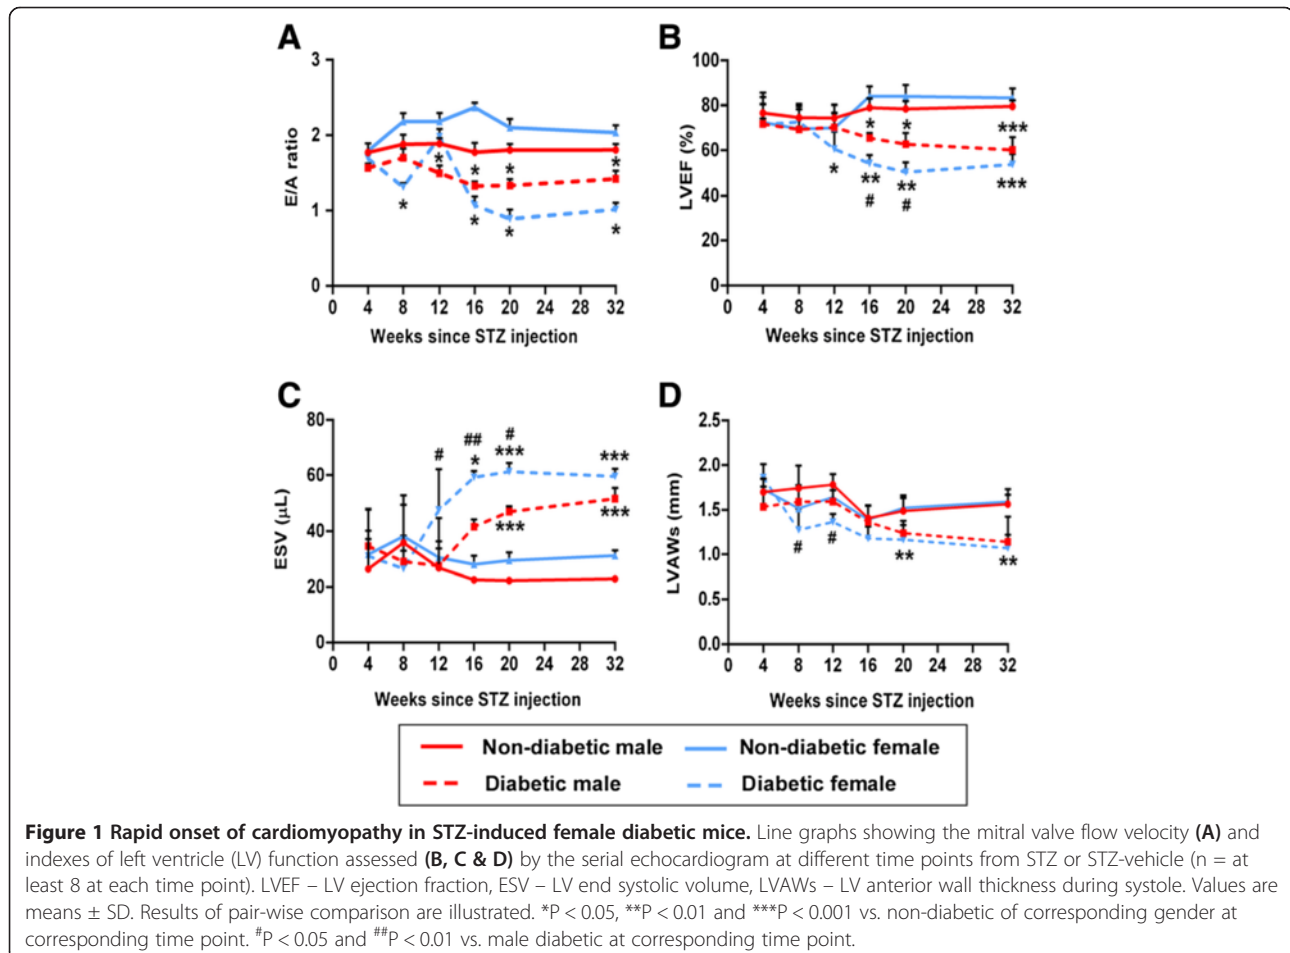 A
3
2
1
0
E/A ratio
* * * * *
* * * *
0 4 8 12 16 20 24 28 32
Weeks since STZ injection
B
100
80
60
40
20
0
LVEF (%)
* * ***
* ** ** ***
# #
0 4 8 12 16 20 24 28 32
Weeks since STZ injection
C
80
60
40
20
0
ESV (µL)
# ## #
* *** ***
*** ***
0 4 8 12 16 20 24 28 32
Weeks since STZ injection
D
2.5
2.0
1.5
1.0
0.5
0.0
LVAWs (mm)
# # ** **
0 4 8 12 16 20 24 28 32
Weeks since STZ injection
Non-diabetic male
Non-diabetic female
Diabetic male
Diabetic female
Figure 1 Rapid onset of cardiomyopathy in STZ-induced female diabetic mice. Line graphs showing the mitral valve flow velocity (A) and
indexes of left ventricle (LV) function assessed (B, C & D) by the serial echocardiogram at different time points from STZ or STZ-vehicle (n = at
least 8 at each time point). LVEF – LV ejection fraction, ESV – LV end systolic volume, LVAWs – LV anterior wall thickness during systole. Values are
means ± SD. Results of pair-wise comparison are illustrated. *P < 0.05, **P < 0.01 and ***P < 0.001 vs. non-diabetic of corresponding gender at
corresponding time point. #P < 0.05 and ##P < 0.01 vs. male diabetic at corresponding time point.